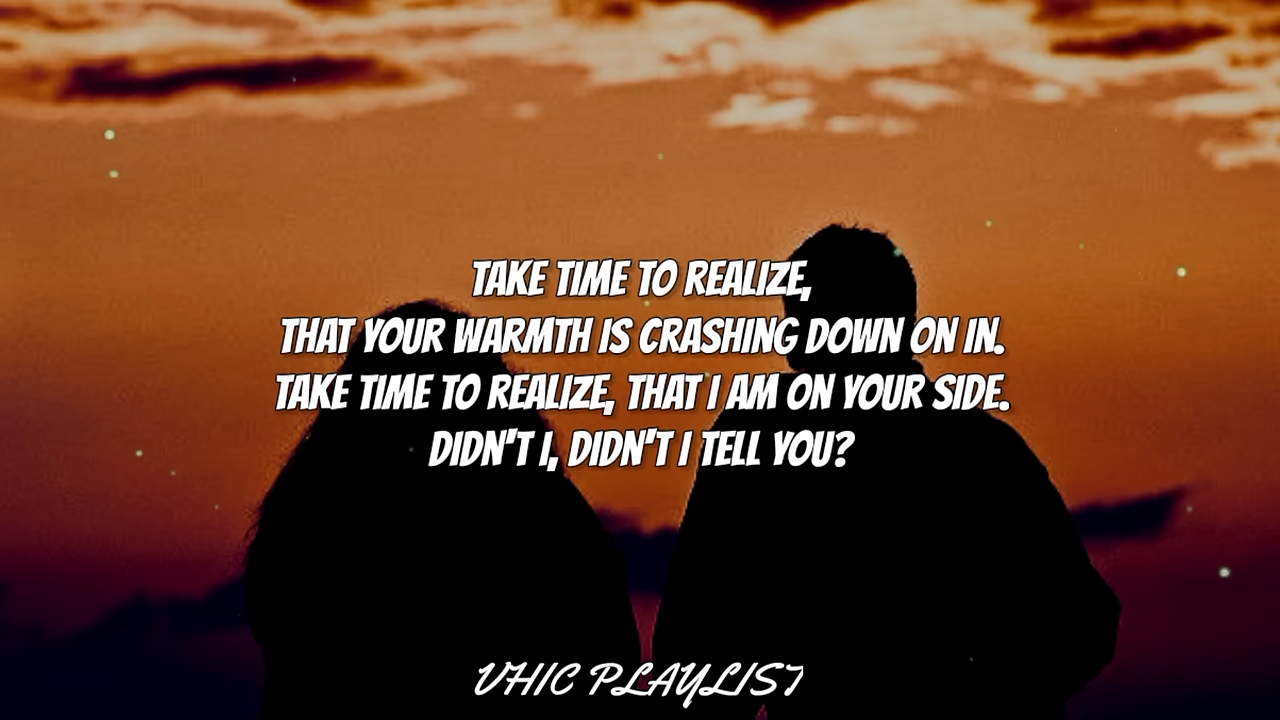 TAKE TIME TO REALIZE,
THAT YOUR WARMTH IS CRASHING DOWN ON IN.
TAKE TIME TO REALIZE, THAT I AM ON YOUR SIDE.
DIDN'T I, DIDN'T I TELL YOU?
VHIC PLAYLIST